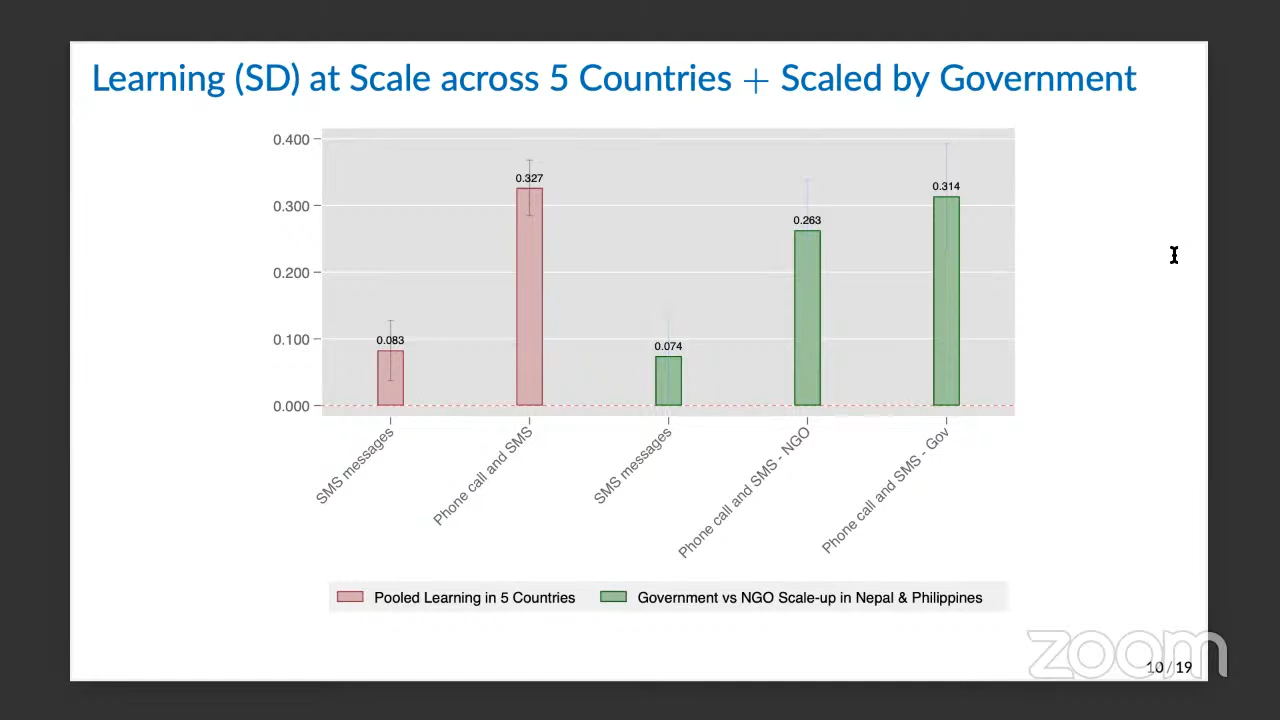 Learning (SD) at Scale across 5 Countries + Scaled by Government
0.400
0.300
0.200
0.100
0.000
0.083
0.327
0.074
0.263
0.314
SMS messages
Phone call and SMS
SMS messages
Phone call and SMS - NGO
Phone call and SMS - Gov
Pooled Learning in 5 Countries
Government vs NGO Scale-up in Nepal & Philippines
zoom
10 / 19